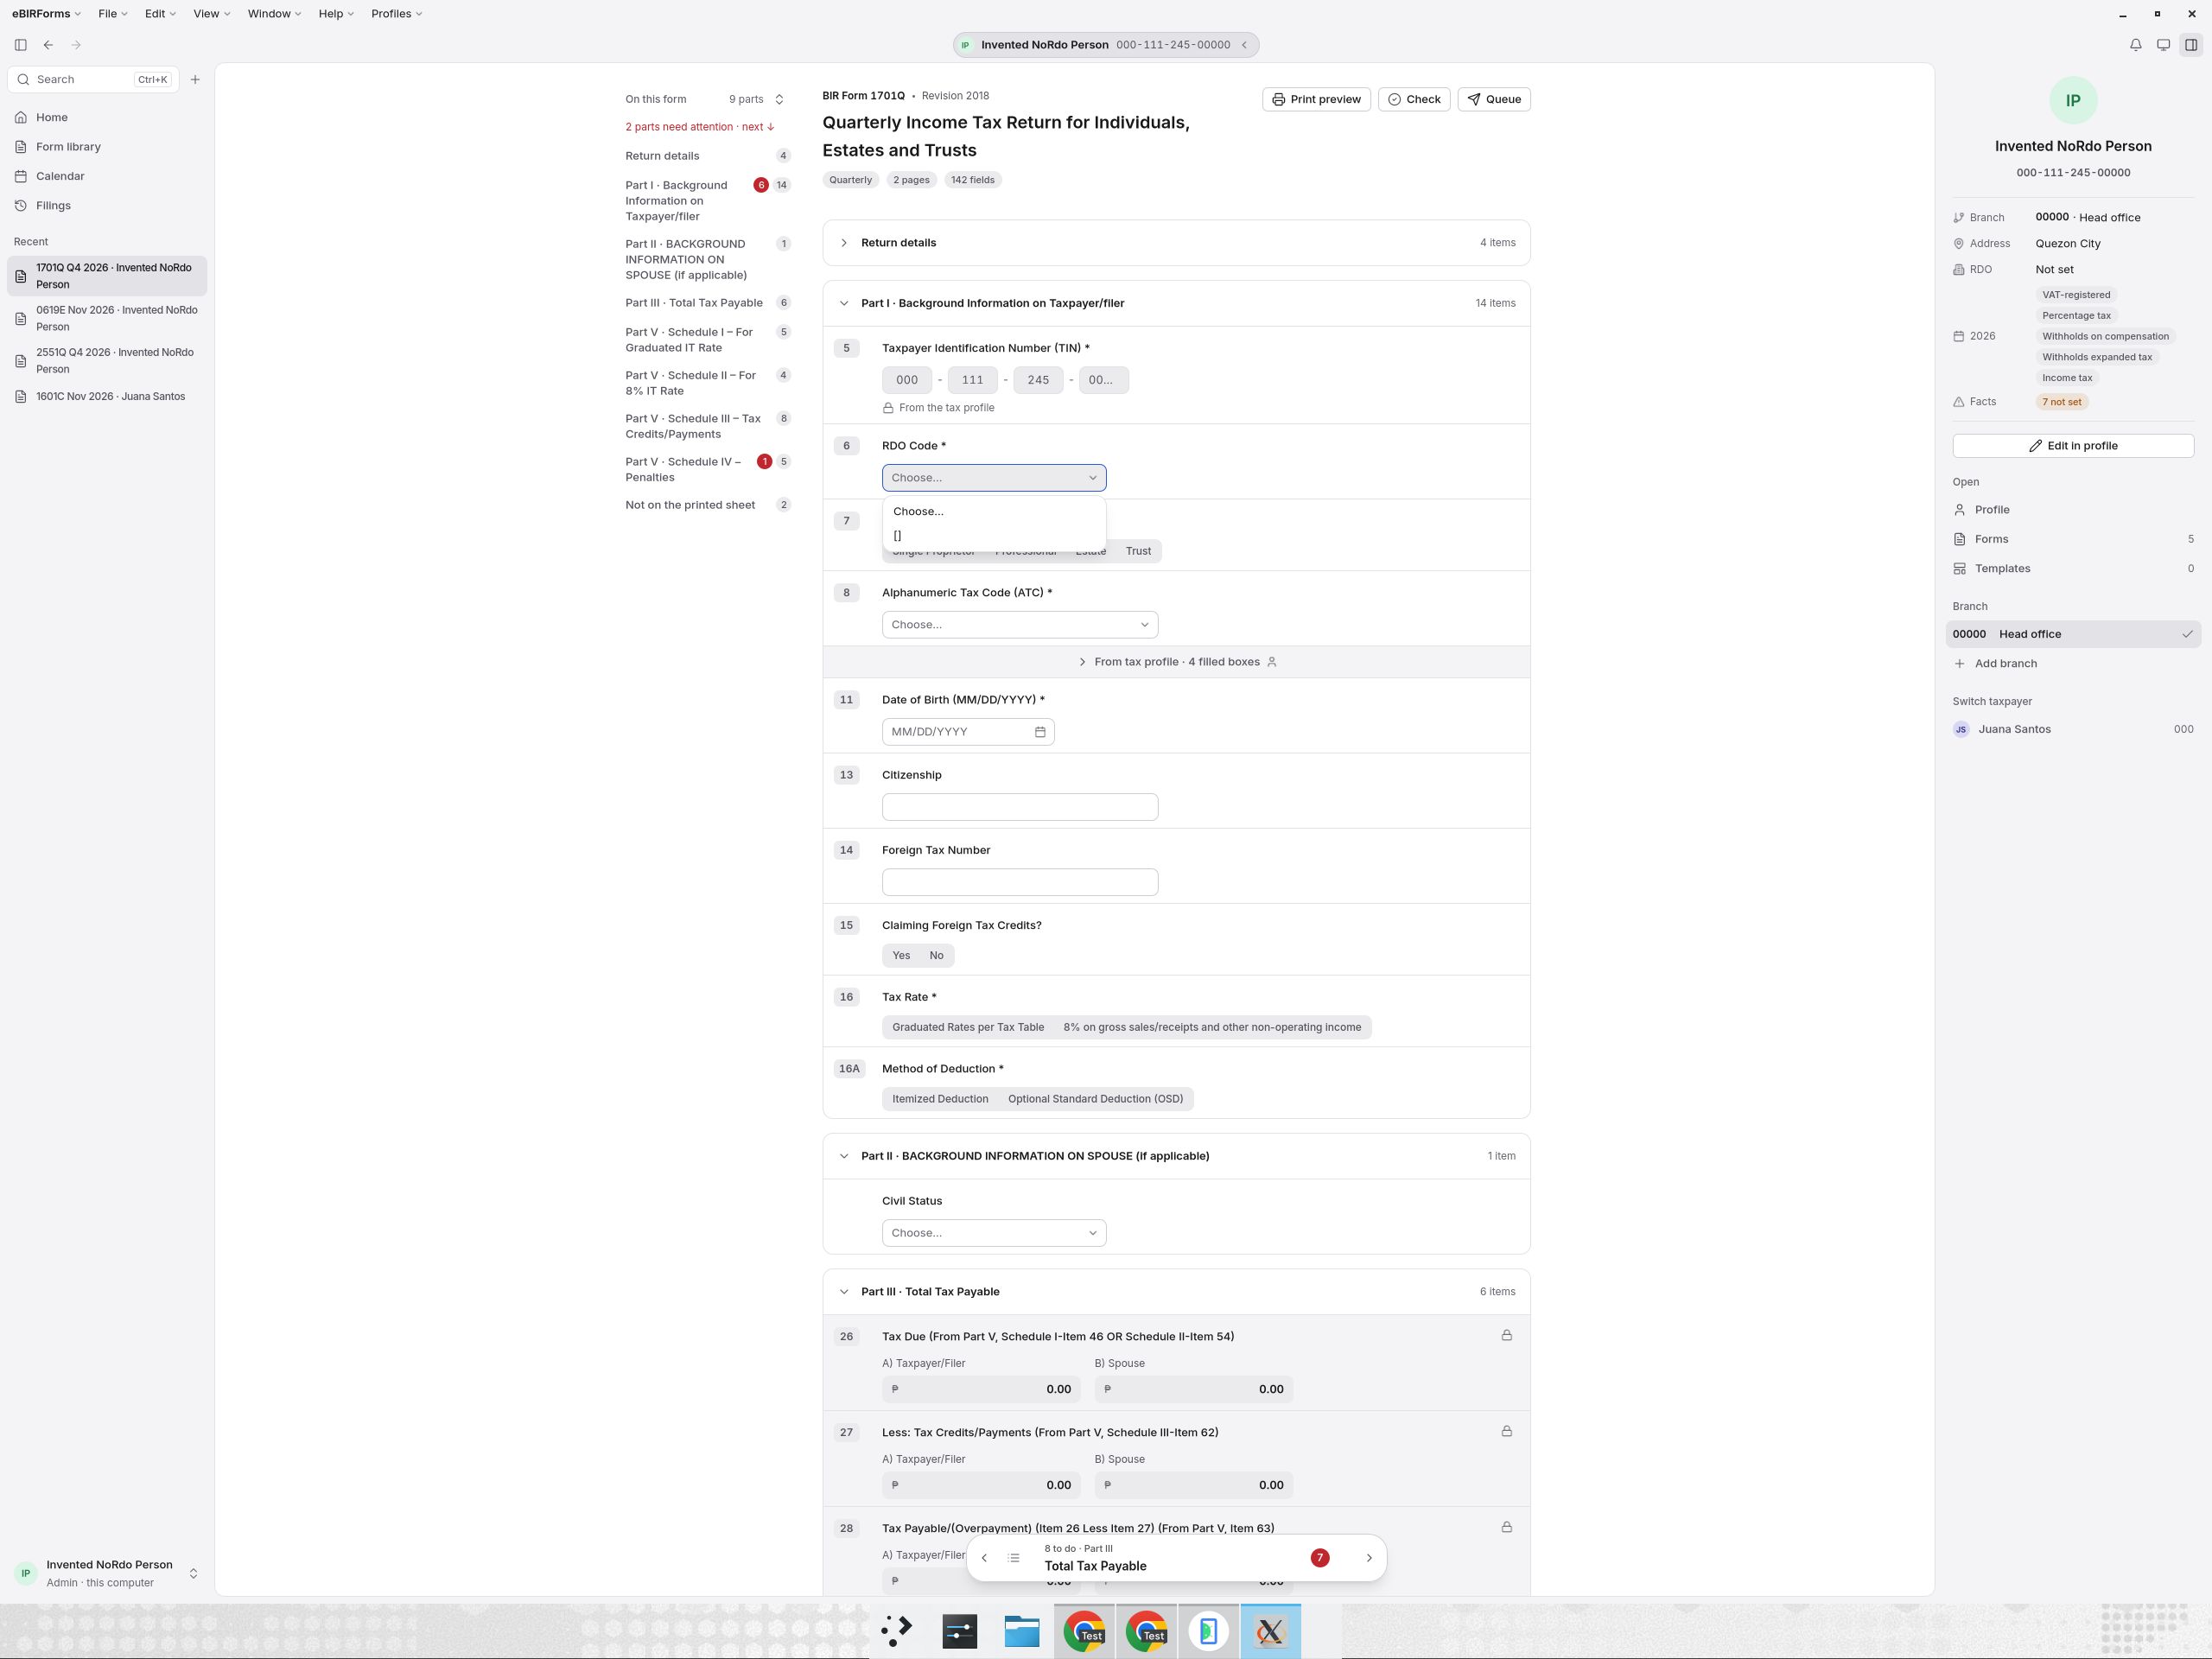 eBIRForms File Edit View Window Help Profiles
IP Invented NoRdo Person 000-111-245-00000
Search Ctrl+K
Home
Form library
Calendar
Filings
Recent
1701Q Q4 2026 · Invented NoRdo
Person
0619E Nov 2026 · Invented NoRdo
Person
2551Q Q4 2026 · Invented NoRdo
Person
1601C Nov 2026 · Juana Santos
IP Invented NoRdo Person
Admin · this computer
On this form 9 parts
2 parts need attention · next ↓
Return details 4
Part I · Background 6 14
Information on
Taxpayer/filer
Part II · BACKGROUND 1
INFORMATION ON
SPOUSE (if applicable)
Part III · Total Tax Payable 6
Part V · Schedule I – For 5
Graduated IT Rate
Part V · Schedule II – For 4
8% IT Rate
Part V · Schedule III – Tax 8
Credits/Payments
Part V · Schedule IV – 1 5
Penalties
Not on the printed sheet 2
BIR Form 1701Q • Revision 2018
Print preview Check Queue
Quarterly Income Tax Return for Individuals,
Estates and Trusts
Quarterly 2 pages 142 fields
Return details 4 items
Part I · Background Information on Taxpayer/filer 14 items
5 Taxpayer Identification Number (TIN) *
000 - 111 - 245 - 00...
From the tax profile
6 RDO Code *
Choose...
Choose...
[]
7
Single Proprietor Professional Estate Trust
8 Alphanumeric Tax Code (ATC) *
Choose...
From tax profile · 4 filled boxes
11 Date of Birth (MM/DD/YYYY) *
MM/DD/YYYY
13 Citizenship
14 Foreign Tax Number
15 Claiming Foreign Tax Credits?
Yes No
16 Tax Rate *
Graduated Rates per Tax Table 8% on gross sales/receipts and other non-operating income
16A Method of Deduction *
Itemized Deduction Optional Standard Deduction (OSD)
Part II · BACKGROUND INFORMATION ON SPOUSE (if applicable) 1 item
Civil Status
Choose...
Part III · Total Tax Payable 6 items
26 Tax Due (From Part V, Schedule I-Item 46 OR Schedule II-Item 54)
A) Taxpayer/Filer B) Spouse
₱ 0.00 ₱ 0.00
27 Less: Tax Credits/Payments (From Part V, Schedule III-Item 62)
A) Taxpayer/Filer B) Spouse
₱ 0.00 ₱ 0.00
28 Tax Payable/(Overpayment) (Item 26 Less Item 27) (From Part V, Item 63)
A) Taxpayer/Filer
₱ 0.00 ₱ 0.00
8 to do · Part III
Total Tax Payable 7
IP
Invented NoRdo Person
000-111-245-00000
Branch 00000 · Head office
Address Quezon City
RDO Not set
2026 VAT-registered
Percentage tax
Withholds on compensation
Withholds expanded tax
Income tax
Facts 7 not set
Edit in profile
Open
Profile
Forms 5
Templates 0
Branch
00000 Head office
Add branch
Switch taxpayer
JS Juana Santos 000
Test Test